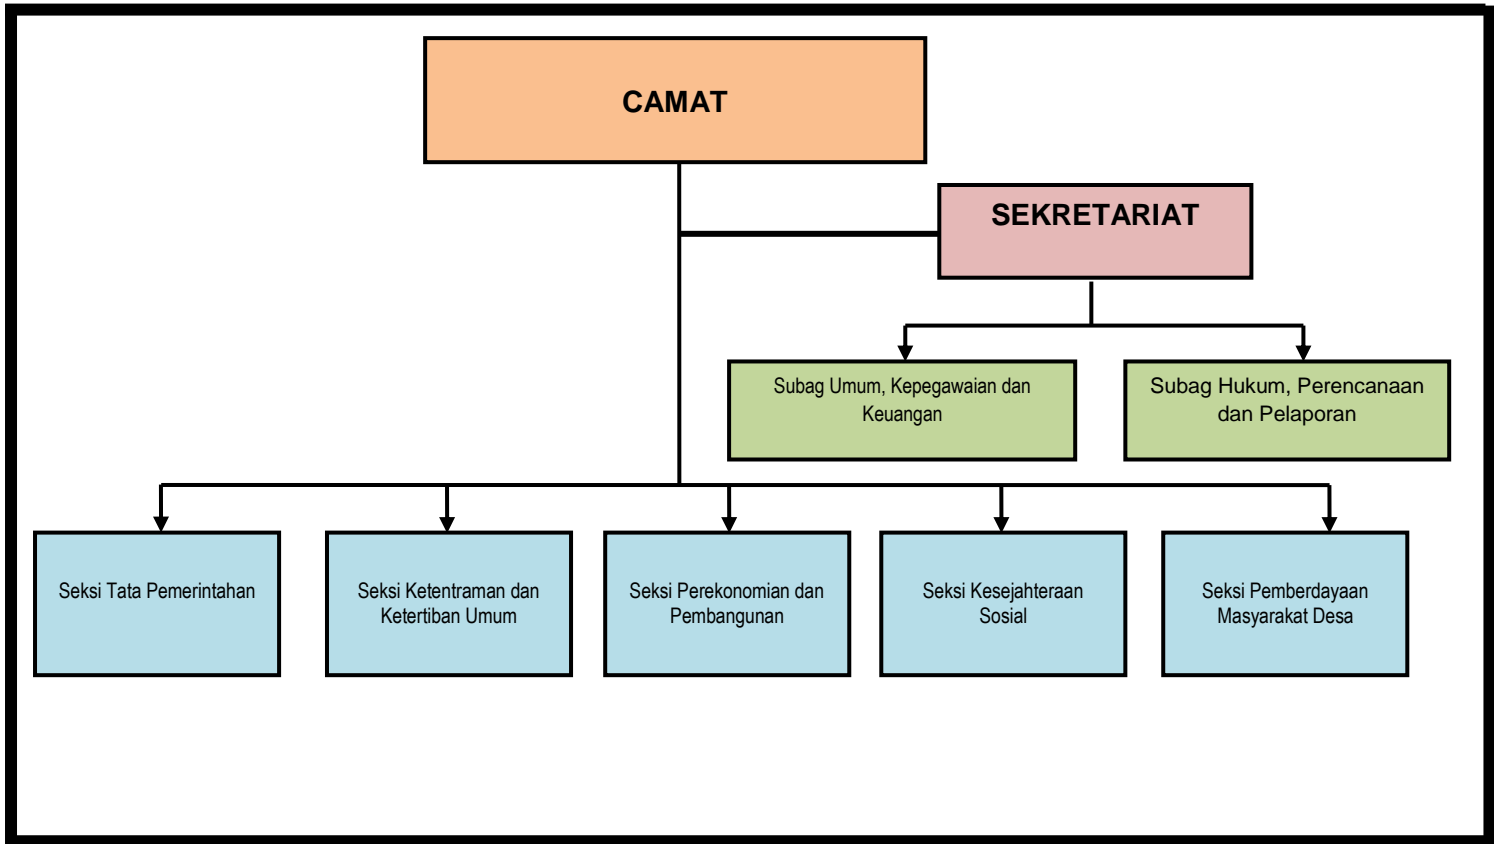 CAMAT
SEKRETARIAT
Subag Umum, Kepegawaian dan
Keuangan
Subag Hukum, Perencanaan
dan Pelaporan
Seksi Tata Pemerintahan
Seksi Ketentraman dan
Ketertiban Umum
Seksi Perekonomian dan
Pembangunan
Seksi Kesejahteraan
Sosial
Seksi Pemberdayaan
Masyarakat Desa